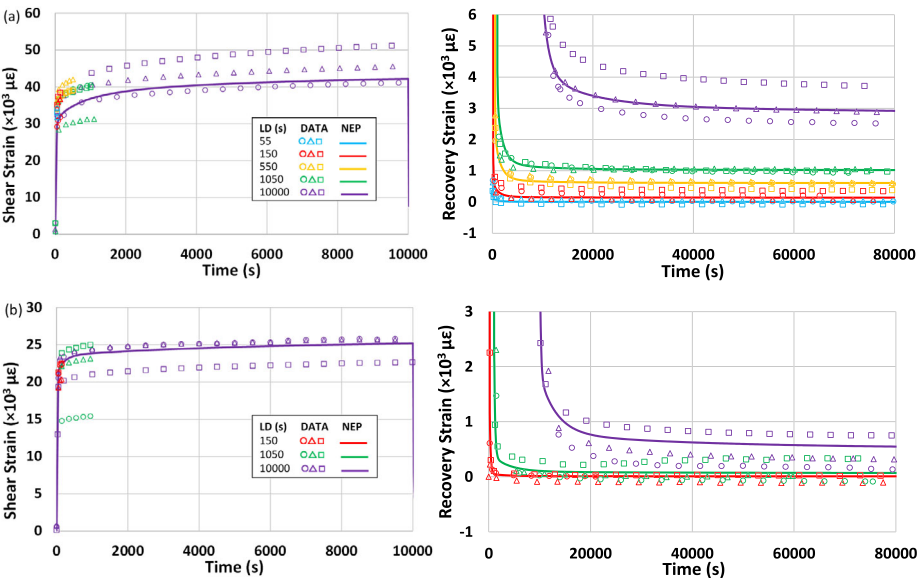 (a)
Shear Strain (×10³ µε)
60
50
40
30
20
10
0
LD (s) DATA NEP
55
150
550
1050
10000
0 2000 4000 6000 8000 10000
Time (s)
Recovery Strain (×10³ µε)
6
5
4
3
2
1
0
-1
0 20000 40000 60000 80000
Time (s)
(b)
Shear Strain (×10³ µε)
30
25
20
15
10
5
0
LD (s) DATA NEP
150
1050
10000
0 2000 4000 6000 8000 10000
Time (s)
Recovery Strain (×10³ µε)
3
2
1
0
-1
0 20000 40000 60000 80000
Time (s)